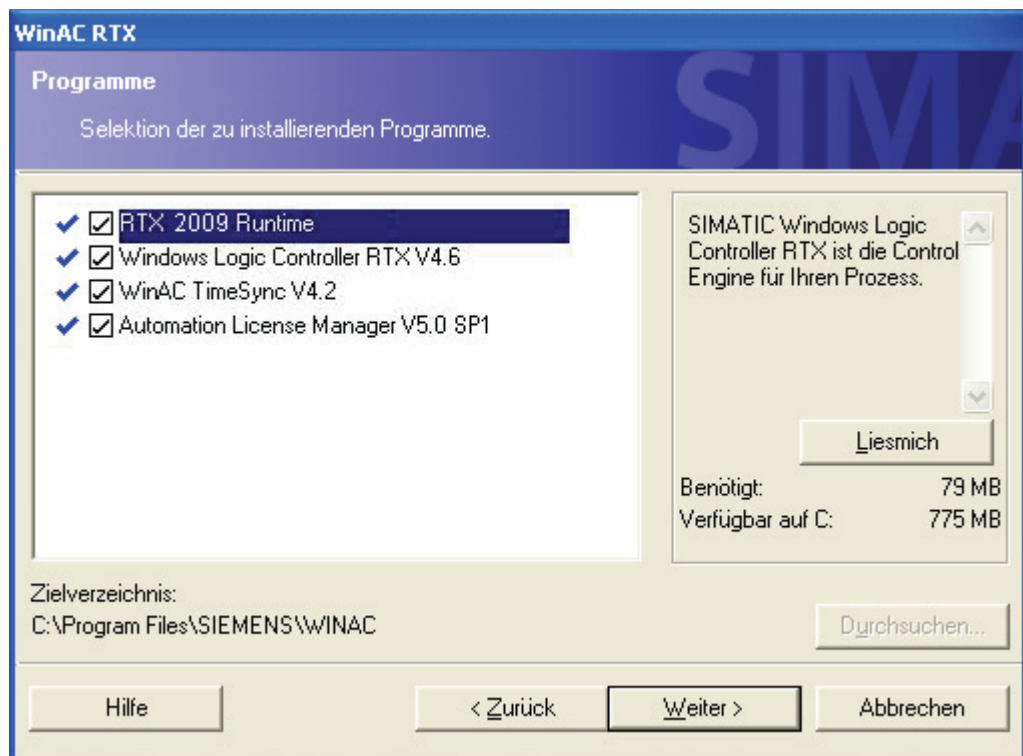 WinAC RTX
Programme
Selektion der zu installierenden Programme.
SIMA
RTX 2009 Runtime
Windows Logic Controller RTX V4.6
WinAC TimeSync V4.2
Automation License Manager V5.0 SP1
SIMATIC Windows Logic
Controller RTX ist die Control
Engine für Ihren Prozess.
Liesmich
Benötigt: 79 MB
Verfügbar auf C: 775 MB
Zielverzeichnis:
C:\Program Files\SIEMENS\WINAC
Durchsuchen...
Hilfe
< Zurück
Weiter >
Abbrechen